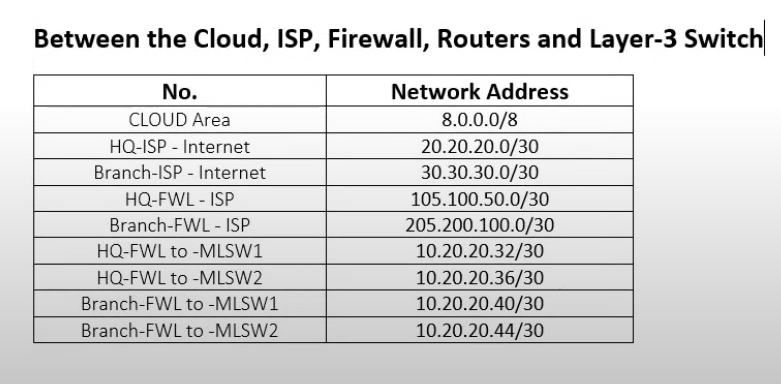 Between the Cloud, ISP, Firewall, Routers and Layer-3 Switch
No. Network Address
CLOUD Area 8.0.0.0/8
HQ-ISP - Internet 20.20.20.0/30
Branch-ISP - Internet 30.30.30.0/30
HQ-FWL - ISP 105.100.50.0/30
Branch-FWL - ISP 205.200.100.0/30
HQ-FWL to -MLSW1 10.20.20.32/30
HQ-FWL to -MLSW2 10.20.20.36/30
Branch-FWL to -MLSW1 10.20.20.40/30
Branch-FWL to -MLSW2 10.20.20.44/30